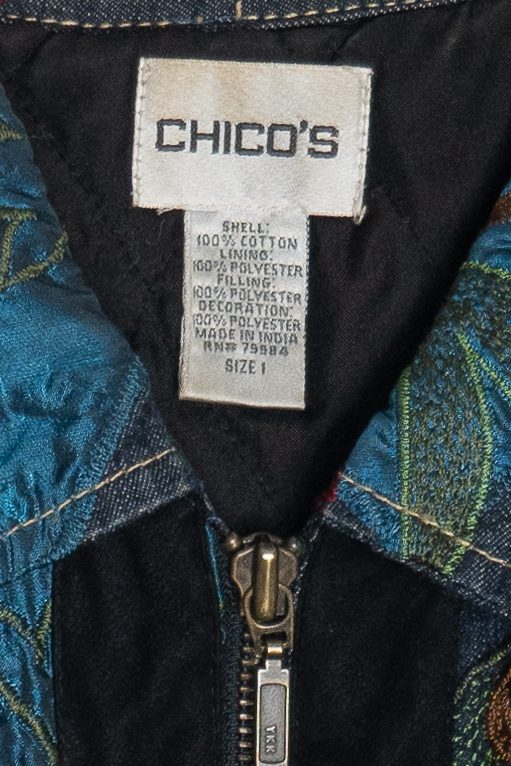 CHICO'S
SHELL:
100% COTTON
LINING:
100% POLYESTER
FILLING:
100% POLYESTER
DECORATION:
100% POLYESTER
MADE IN INDIA
RN# 79984
SIZE 1
YKK